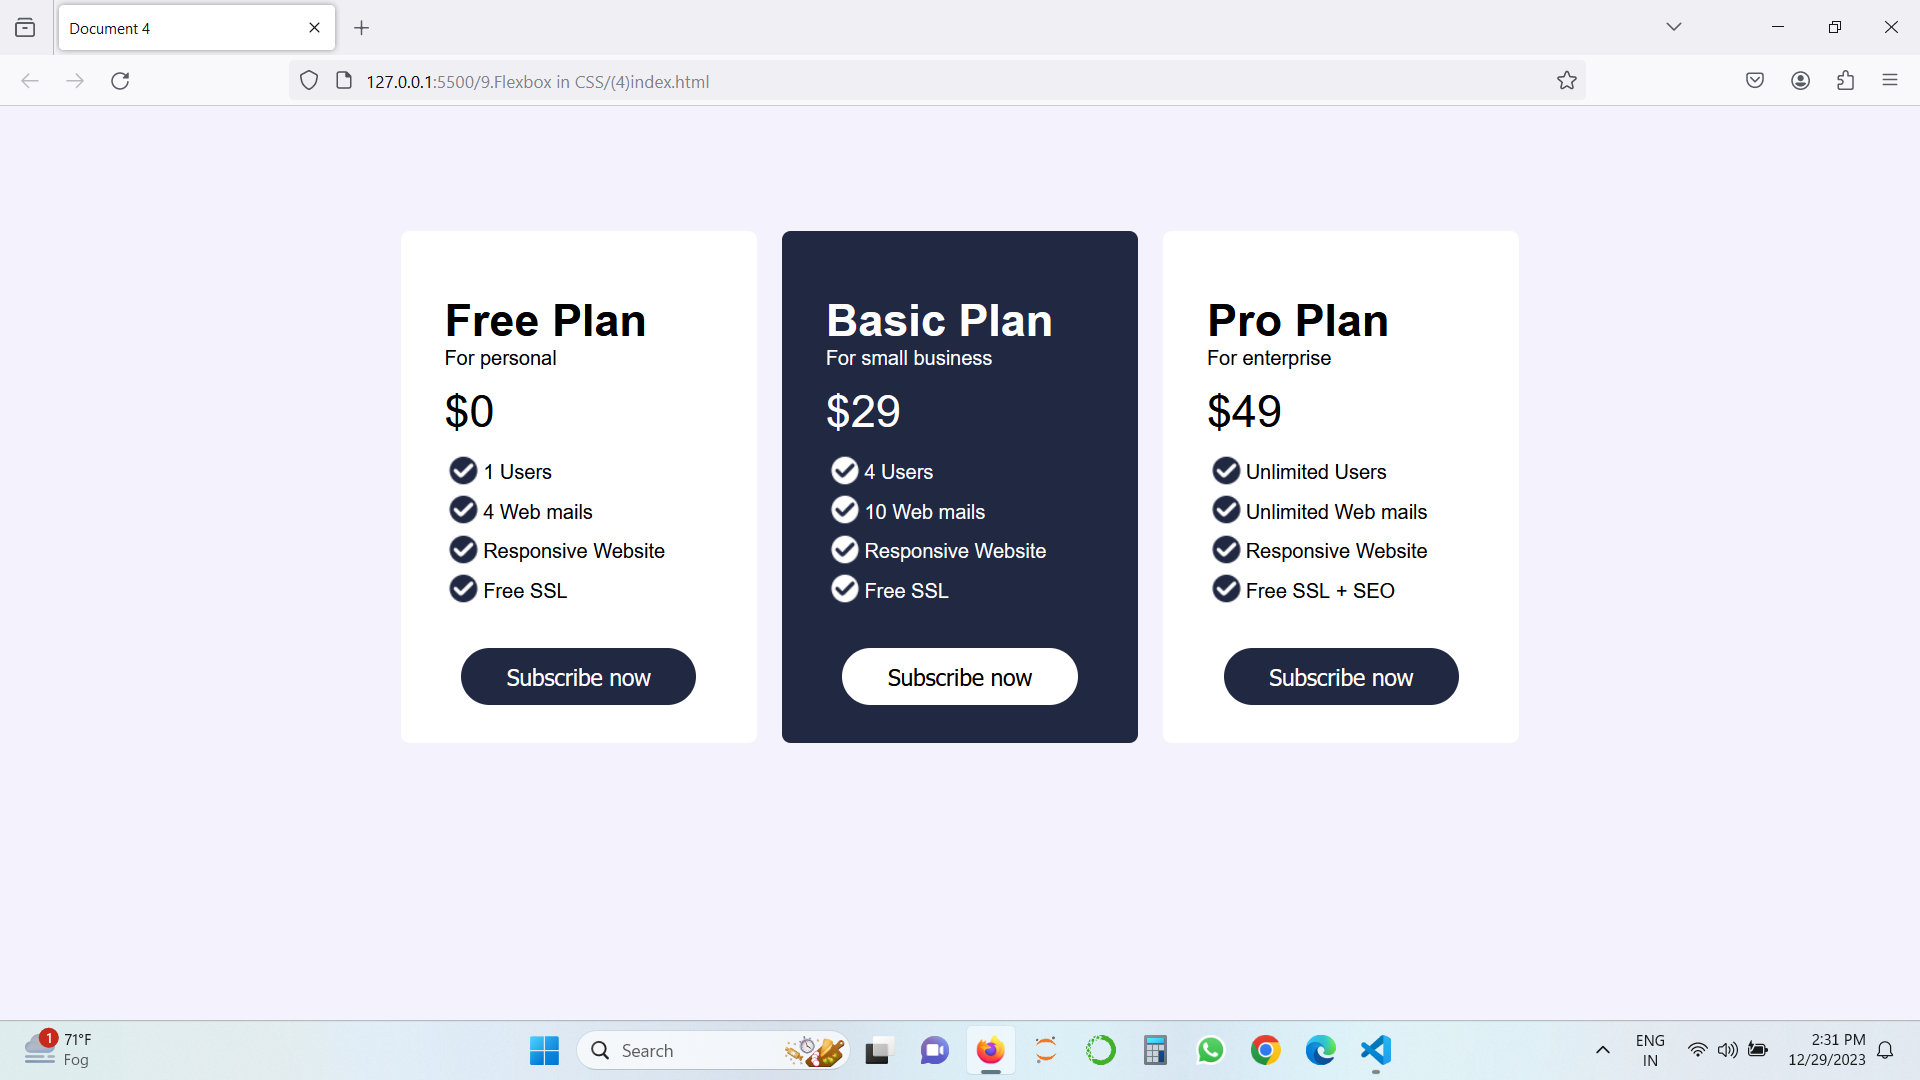 Document 4
127.0.0.1:5500/9.Flexbox in CSS/(4)index.html
Free Plan
For personal
$0
1 Users
4 Web mails
Responsive Website
Free SSL
Subscribe now
Basic Plan
For small business
$29
4 Users
10 Web mails
Responsive Website
Free SSL
Subscribe now
Pro Plan
For enterprise
$49
Unlimited Users
Unlimited Web mails
Responsive Website
Free SSL + SEO
Subscribe now
1
71°F
Fog
Search
ENG
IN
2:31 PM
12/29/2023